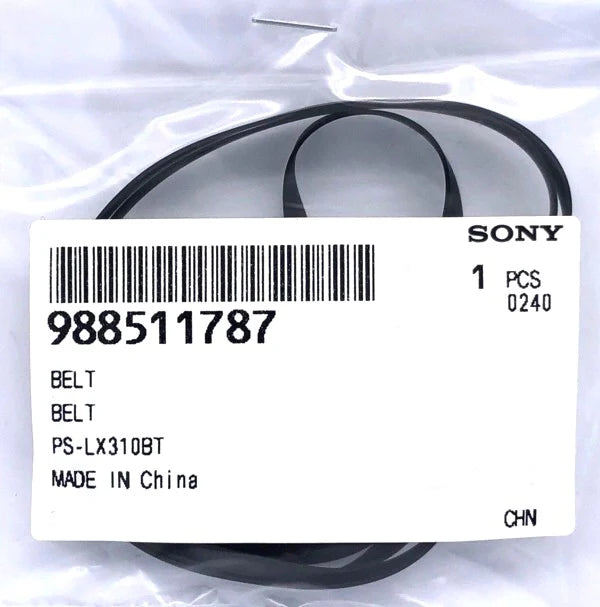 SONY
1 PCS
0240
988511787
BELT
BELT
PS-LX310BT
MADE IN China
CHN